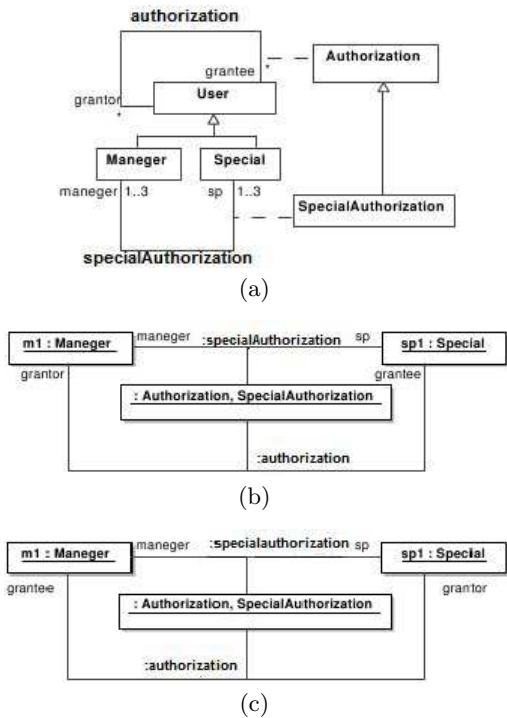 authorization
grantee
*
Authorization
User
grantor
*
Maneger
Special
maneger
1..3
sp
1..3
SpecialAuthorization
specialAuthorization
(a)
m1 : Maneger
maneger
:specialAuthorization
sp
sp1 : Special
grantor
grantee
: Authorization, SpecialAuthorization
:authorization
(b)
m1 : Maneger
maneger
:specialauthorization
sp
sp1 : Special
grantee
grantor
: Authorization, SpecialAuthorization
:authorization
(c)